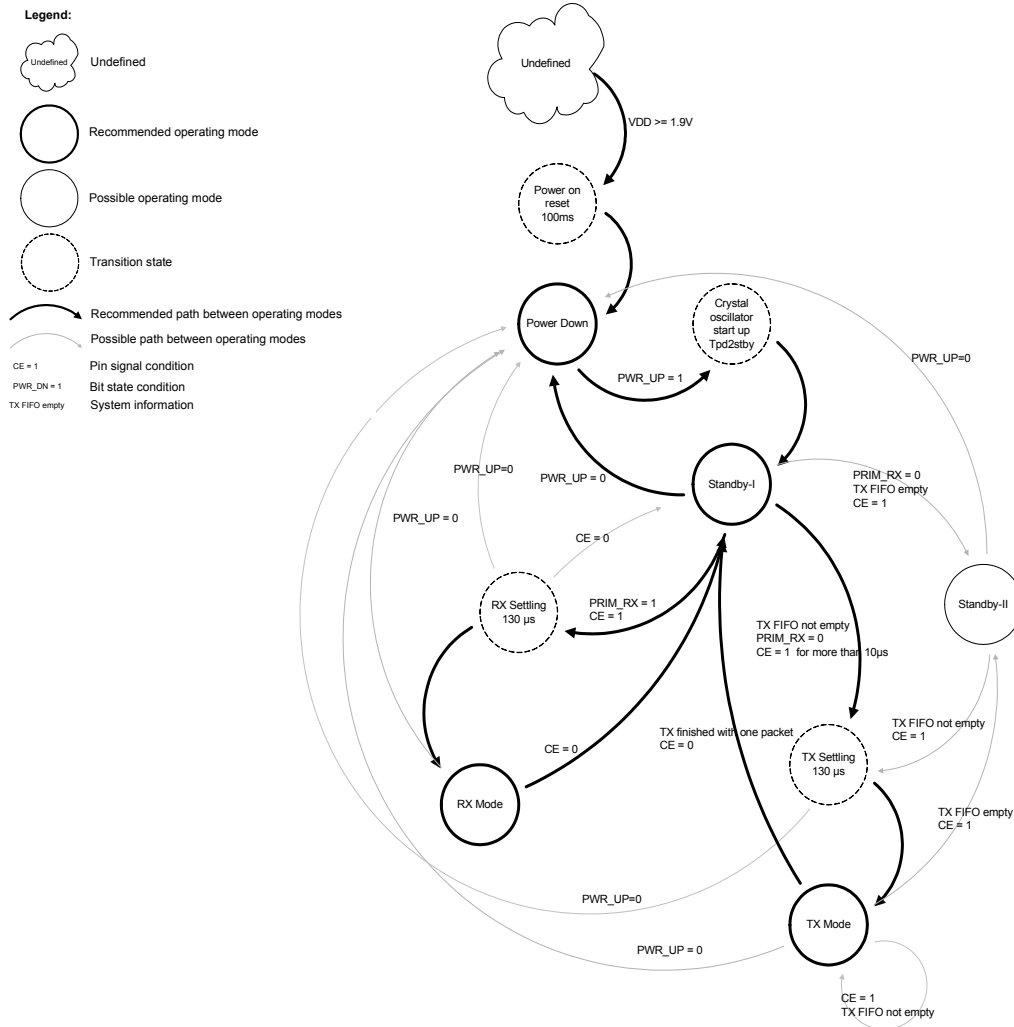 Legend:
Undefined
Undefined
Recommended operating mode
Possible operating mode
Transition state
Recommended path between operating modes
Possible path between operating modes
CE = 1
Pin signal condition
PWR_DN = 1
Bit state condition
TX FIFO empty
System information
Undefined
VDD >= 1.9V
Power on
reset
100ms
Power Down
Crystal
oscillator
start up
Tpd2stby
PWR_UP=0
PWR_UP = 1
PWR_UP=0
PWR_UP = 0
Standby-I
PRIM_RX = 0
TX FIFO empty
CE = 1
PWR_UP = 0
CE = 0
RX Settling
130 µs
PRIM_RX = 1
CE = 1
Standby-II
TX FIFO not empty
PRIM_RX = 0
CE = 1 for more than 10µs
TX FIFO not empty
CE = 1
TX finished with one packet
CE = 0
CE = 0
TX Settling
130 µs
RX Mode
TX FIFO empty
CE = 1
PWR_UP=0
TX Mode
PWR_UP = 0
CE = 1
TX FIFO not empty